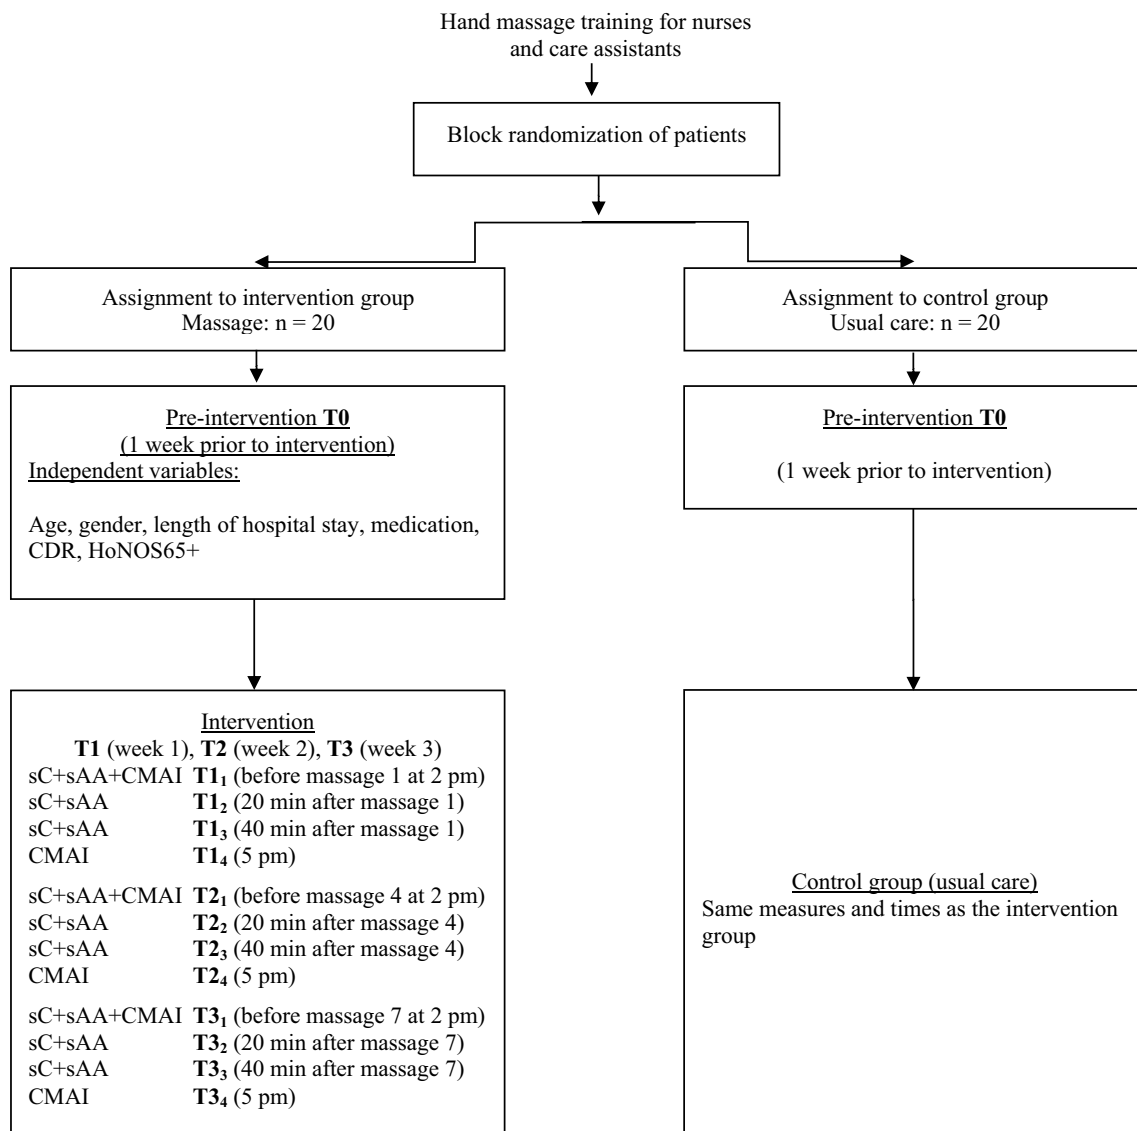 Hand massage training for nurses
and care assistants
Block randomization of patients
Assignment to intervention group
Massage: n = 20
Assignment to control group
Usual care: n = 20
Pre-intervention T0
(1 week prior to intervention)
Independent variables:
Age, gender, length of hospital stay, medication,
CDR, HoNOS65+
Pre-intervention T0
(1 week prior to intervention)
Intervention
T1 (week 1), T2 (week 2), T3 (week 3)
sC+sAA+CMAI T1₁ (before massage 1 at 2 pm)
sC+sAA T1₂ (20 min after massage 1)
sC+sAA T1₃ (40 min after massage 1)
CMAI T1₄ (5 pm)
sC+sAA+CMAI T2₁ (before massage 4 at 2 pm)
sC+sAA T2₂ (20 min after massage 4)
sC+sAA T2₃ (40 min after massage 4)
CMAI T2₄ (5 pm)
sC+sAA+CMAI T3₁ (before massage 7 at 2 pm)
sC+sAA T3₂ (20 min after massage 7)
sC+sAA T3₃ (40 min after massage 7)
CMAI T3₄ (5 pm)
Control group (usual care)
Same measures and times as the intervention
group